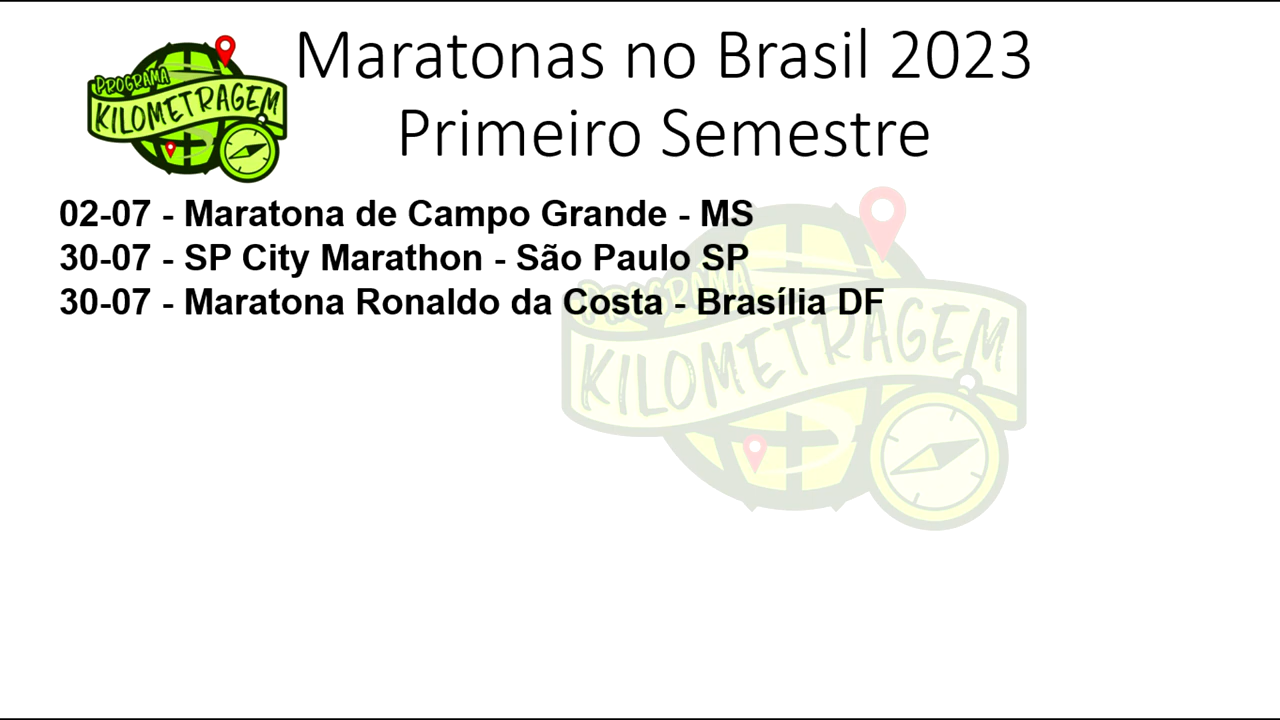 PROGRAMA
KILOMETRAGEM
Maratonas no Brasil 2023
Primeiro Semestre
02-07 - Maratona de Campo Grande - MS
30-07 - SP City Marathon - São Paulo SP
30-07 - Maratona Ronaldo da Costa - Brasília DF
PROGRAMA
KILOMETRAGEM